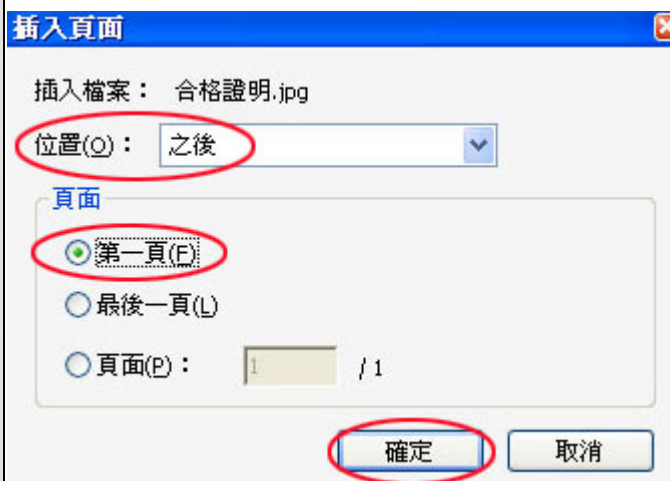 插入頁面
插入檔案： 合格證明.jpg
位置(O)： 之後
頁面
第一頁(F)
最後一頁(L)
頁面(P)： 1 / 1
確定 取消